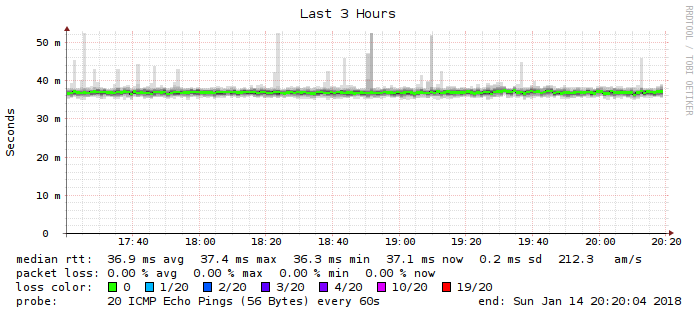 Last 3 Hours
RRDTOOL / TOBI OETIKER
Seconds
50 m
40 m
30 m
20 m
10 m
0
17:40 18:00 18:20 18:40 19:00 19:20 19:40 20:00 20:20
median rtt: 36.9 ms avg 37.4 ms max 36.3 ms min 37.1 ms now 0.2 ms sd 212.3 am/s
packet loss: 0.00 % avg 0.00 % max 0.00 % min 0.00 % now
loss color: 0 1/20 2/20 3/20 4/20 10/20 19/20
probe: 20 ICMP Echo Pings (56 Bytes) every 60s end: Sun Jan 14 20:20:04 2018